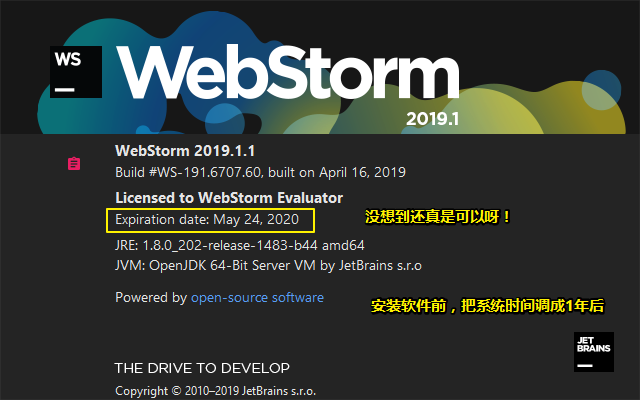 WS
WebStorm
2019.1
WebStorm 2019.1.1
Build #WS-191.6707.60, built on April 16, 2019
Licensed to WebStorm Evaluator
Expiration date: May 24, 2020
没想到还真是可以呀！
JRE: 1.8.0_202-release-1483-b44 amd64
JVM: OpenJDK 64-Bit Server VM by JetBrains s.r.o
Powered by open-source software
安装软件前，把系统时间调成1年后
JET
BRAINS
THE DRIVE TO DEVELOP
Copyright © 2010–2019 JetBrains s.r.o.